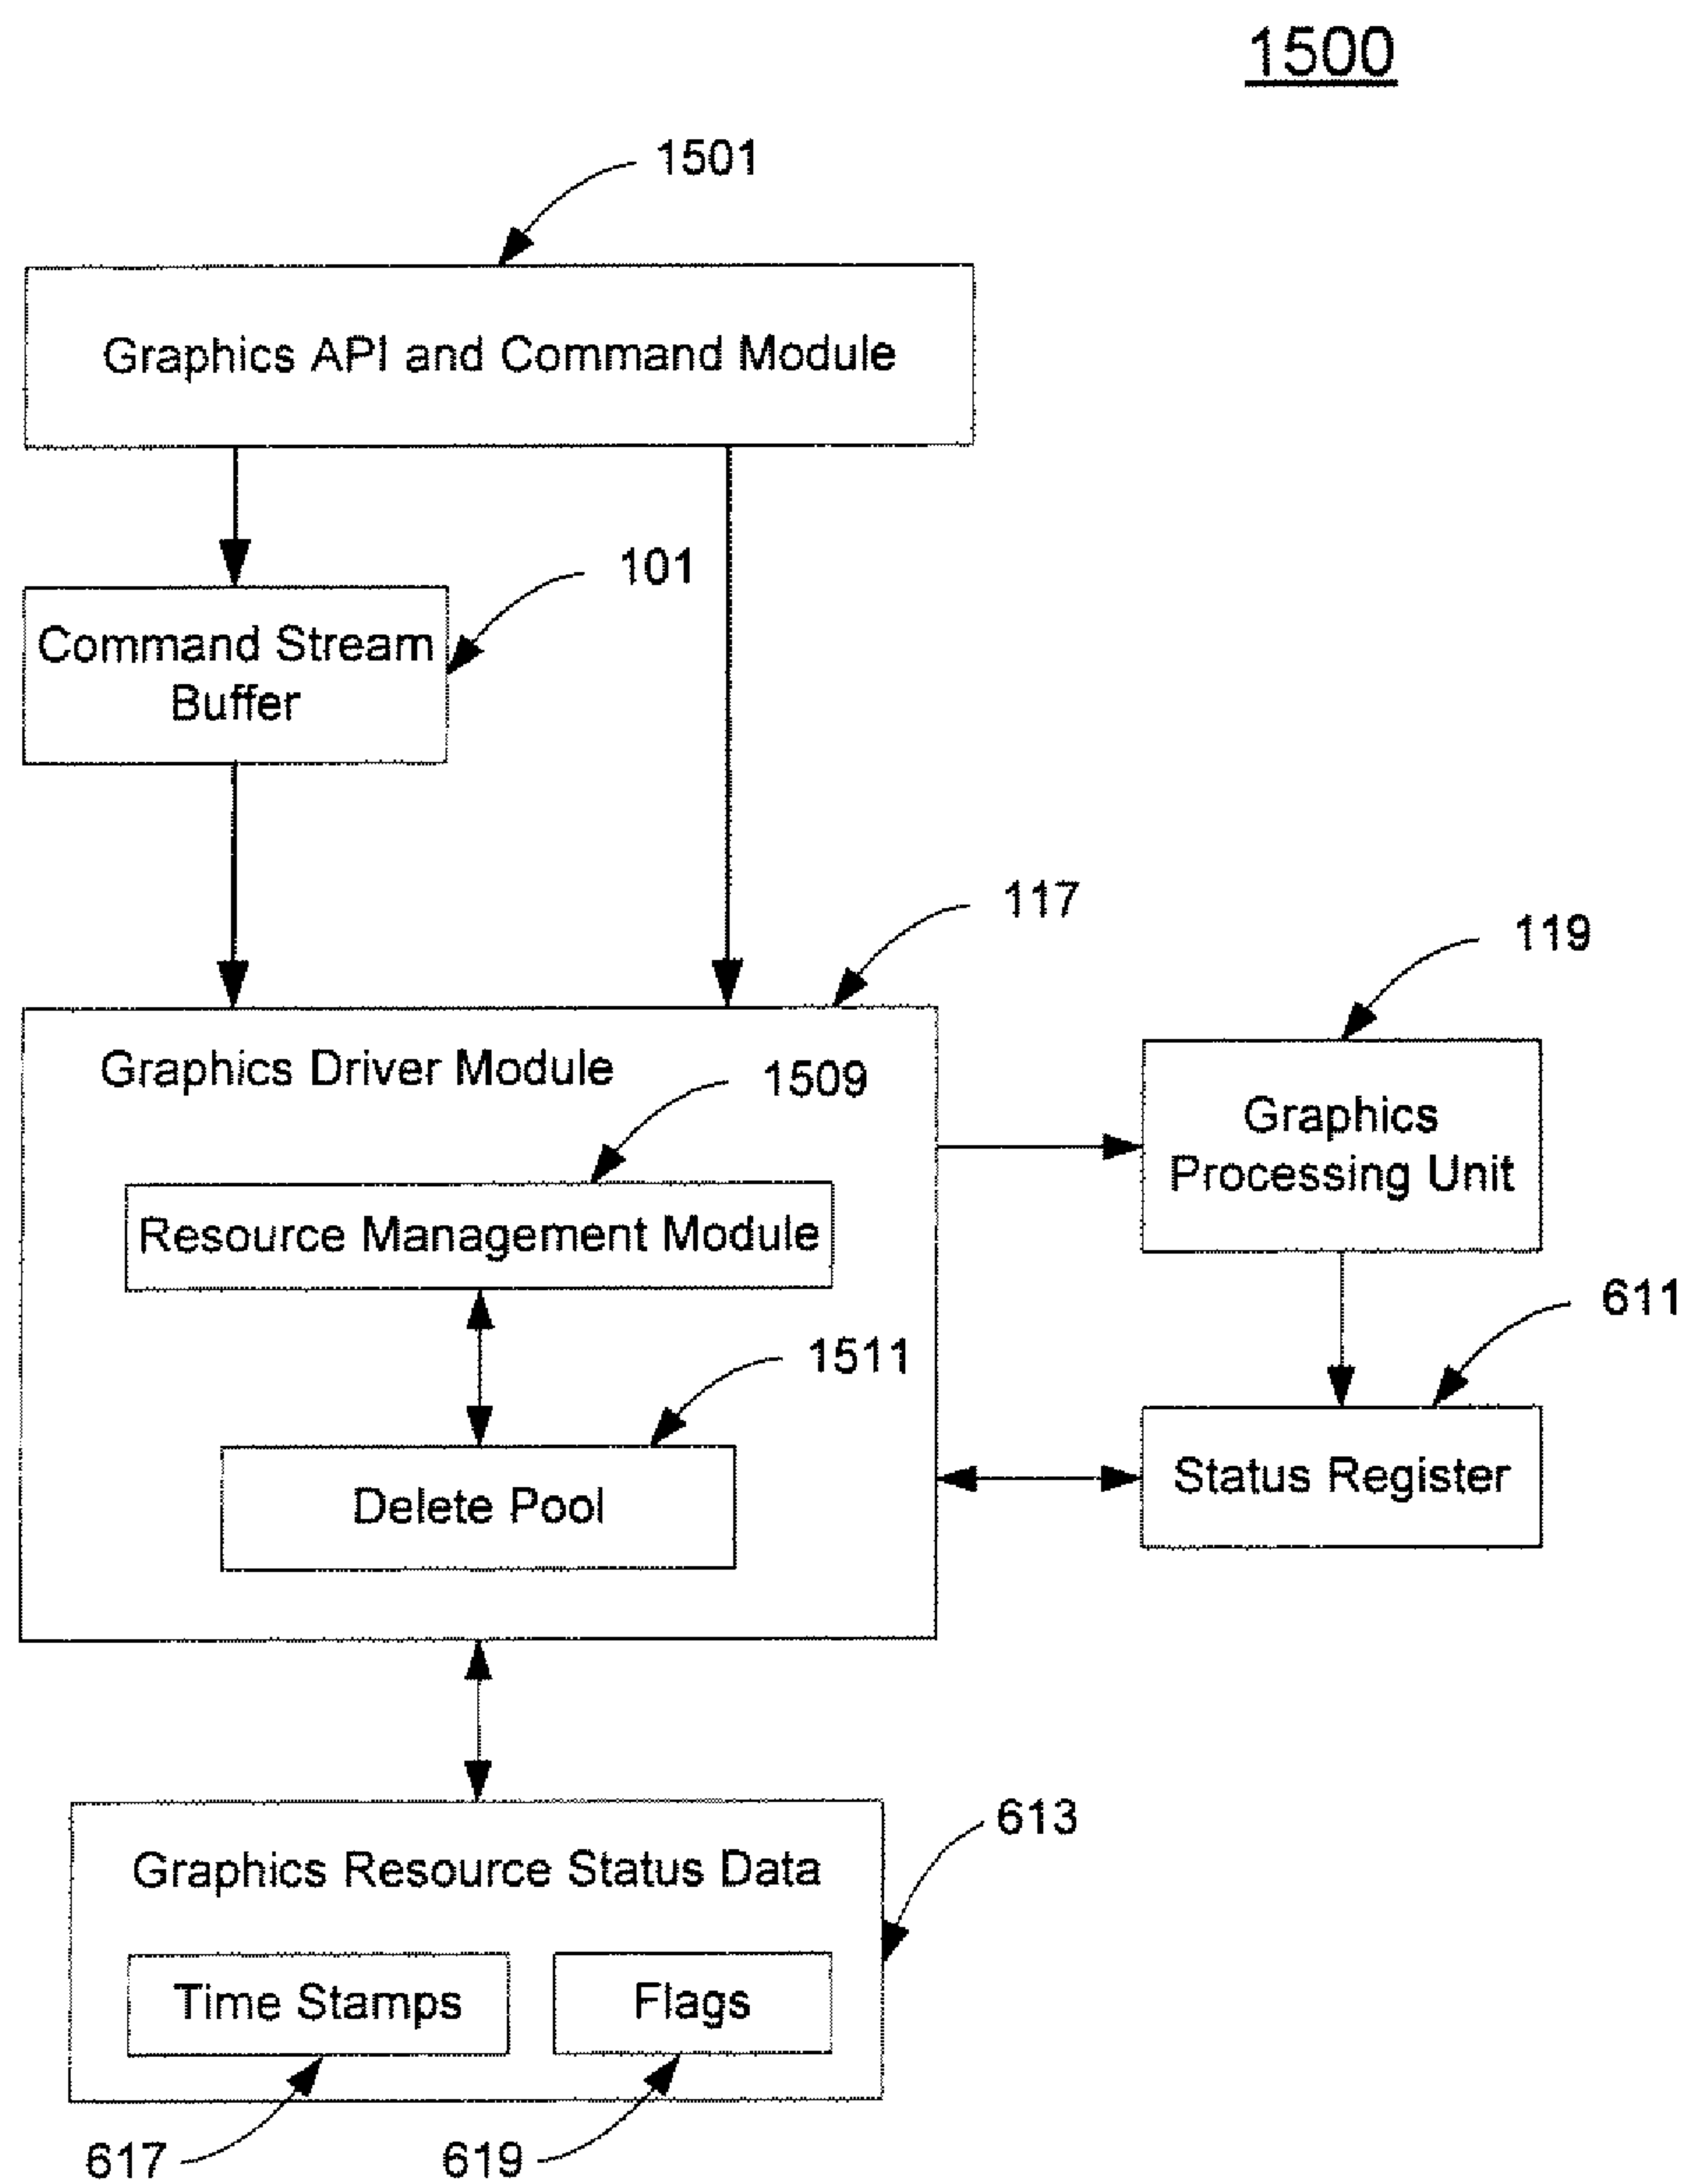 1500
1501
Graphics API and Command Module
101
Command Stream
Buffer
117
119
Graphics Driver Module
1509
Graphics
Processing Unit
Resource Management Module
611
1511
Status Register
Delete Pool
613
Graphics Resource Status Data
Time Stamps
Flags
617
619